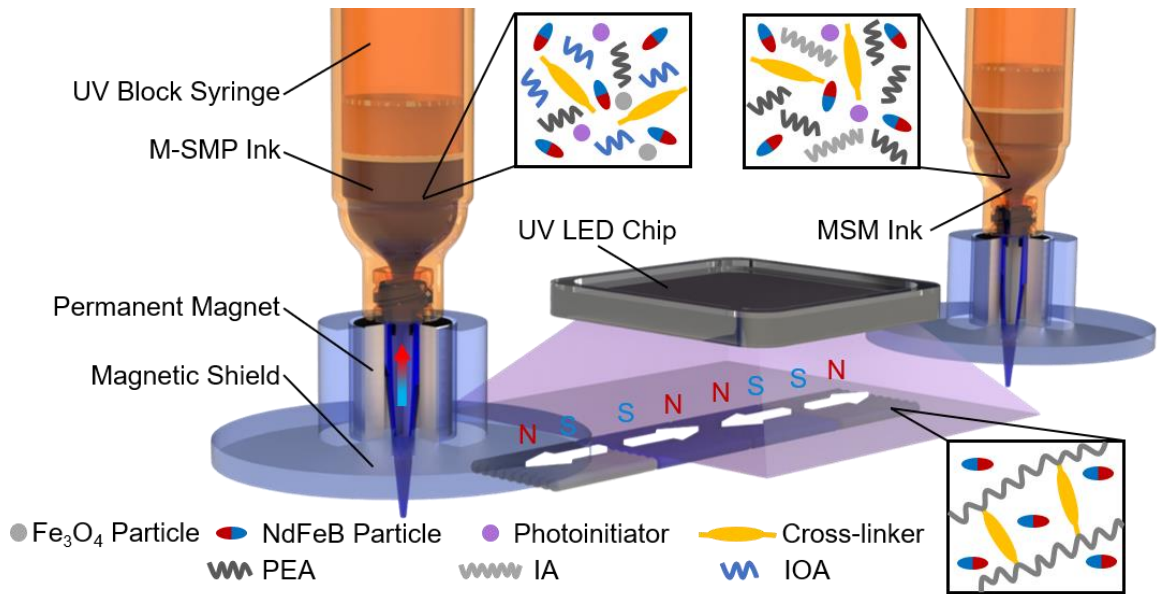 UV Block Syringe
M-SMP Ink
UV LED Chip
MSM Ink
Permanent Magnet
Magnetic Shield
N S S N N S S N
Fe₃O₄ Particle NdFeB Particle Photoinitiator Cross-linker
PEA IA IOA